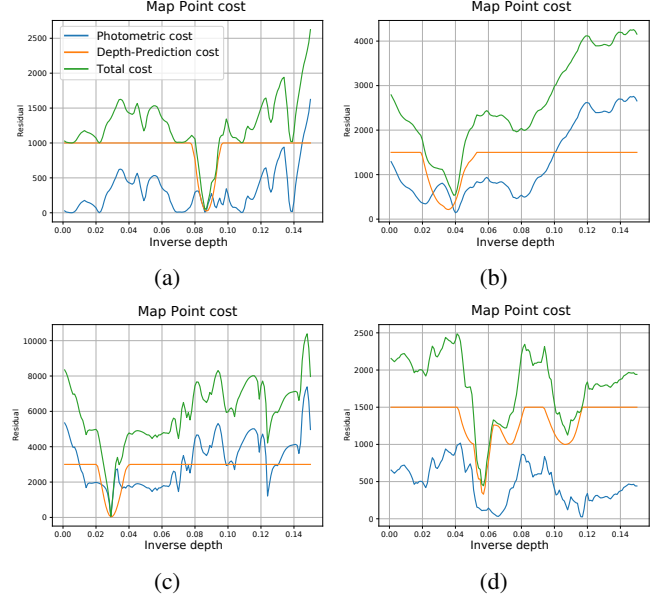 Map Point cost
Photometric cost
Depth-Prediction cost
Total cost
Residual
2500
2000
1500
1000
500
0
0.00 0.02 0.04 0.06 0.08 0.10 0.12 0.14
Inverse depth
(a)
Map Point cost
Residual
4000
3000
2000
1000
0
0.00 0.02 0.04 0.06 0.08 0.10 0.12 0.14
Inverse depth
(b)
Map Point cost
Residual
10000
8000
6000
4000
2000
0
0.00 0.02 0.04 0.06 0.08 0.10 0.12 0.14
Inverse depth
(c)
Map Point cost
Residual
2500
2000
1500
1000
500
0
0.00 0.02 0.04 0.06 0.08 0.10 0.12 0.14
Inverse depth
(d)